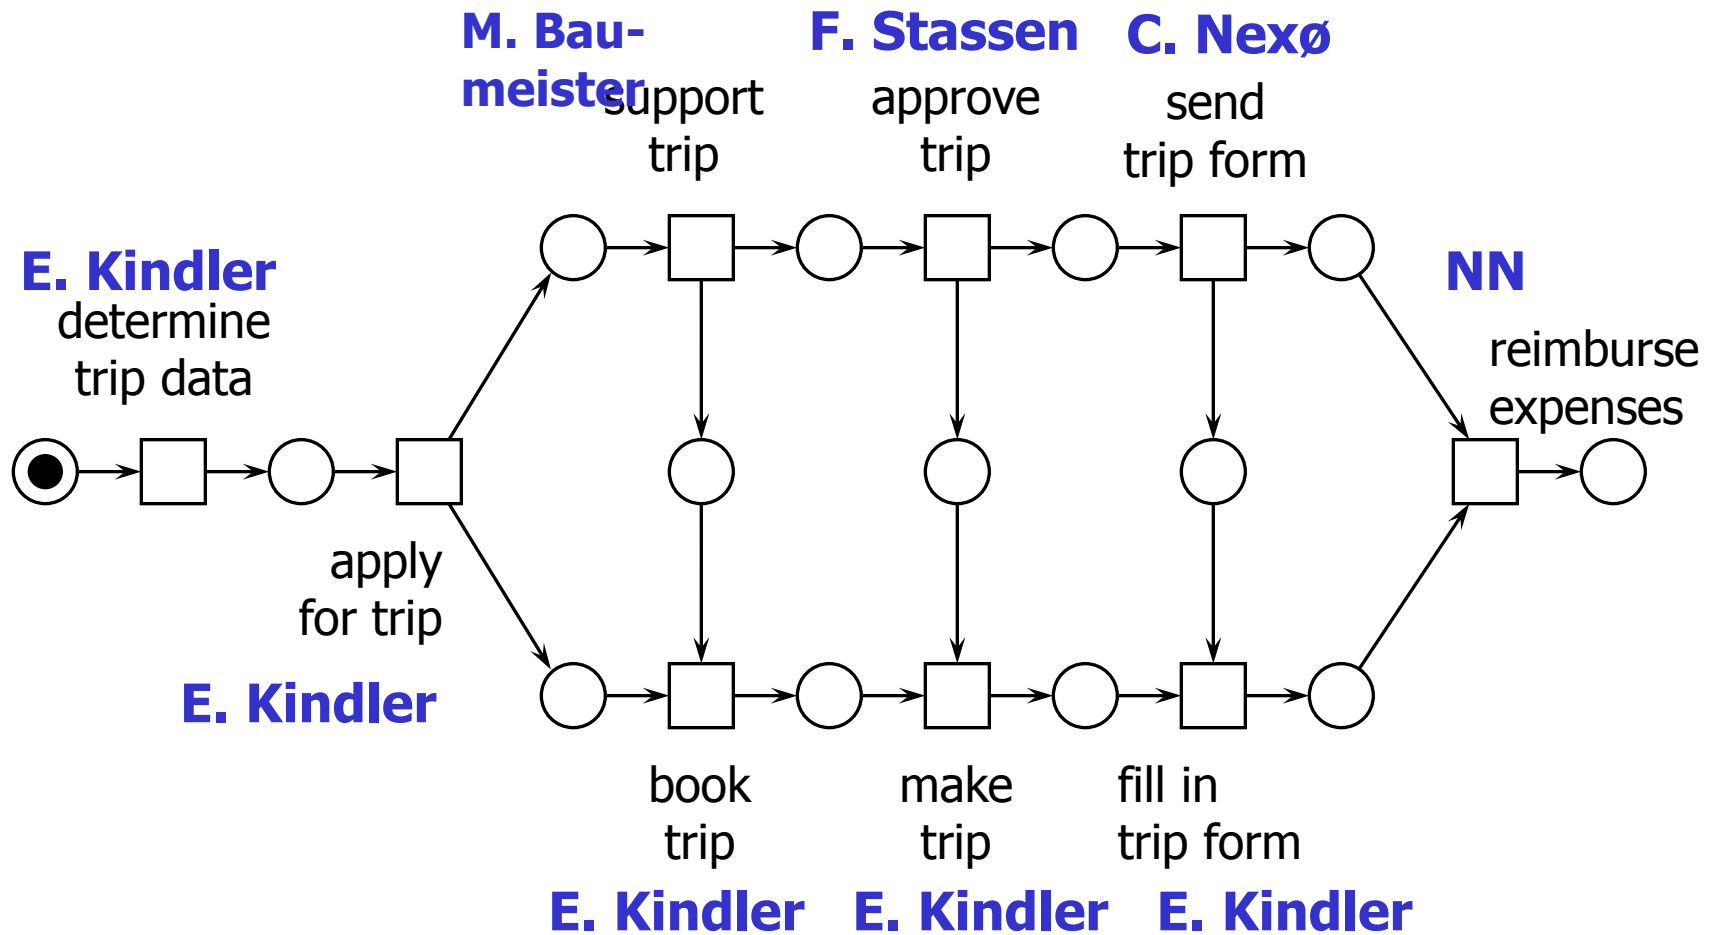 M. Bau-
meister
support
trip
F. Stassen
approve
trip
C. Nexø
send
trip form
E. Kindler
determine
trip data
NN
reimburse
expenses
apply
for trip
E. Kindler
book
trip
E. Kindler
make
trip
E. Kindler
fill in
trip form
E. Kindler